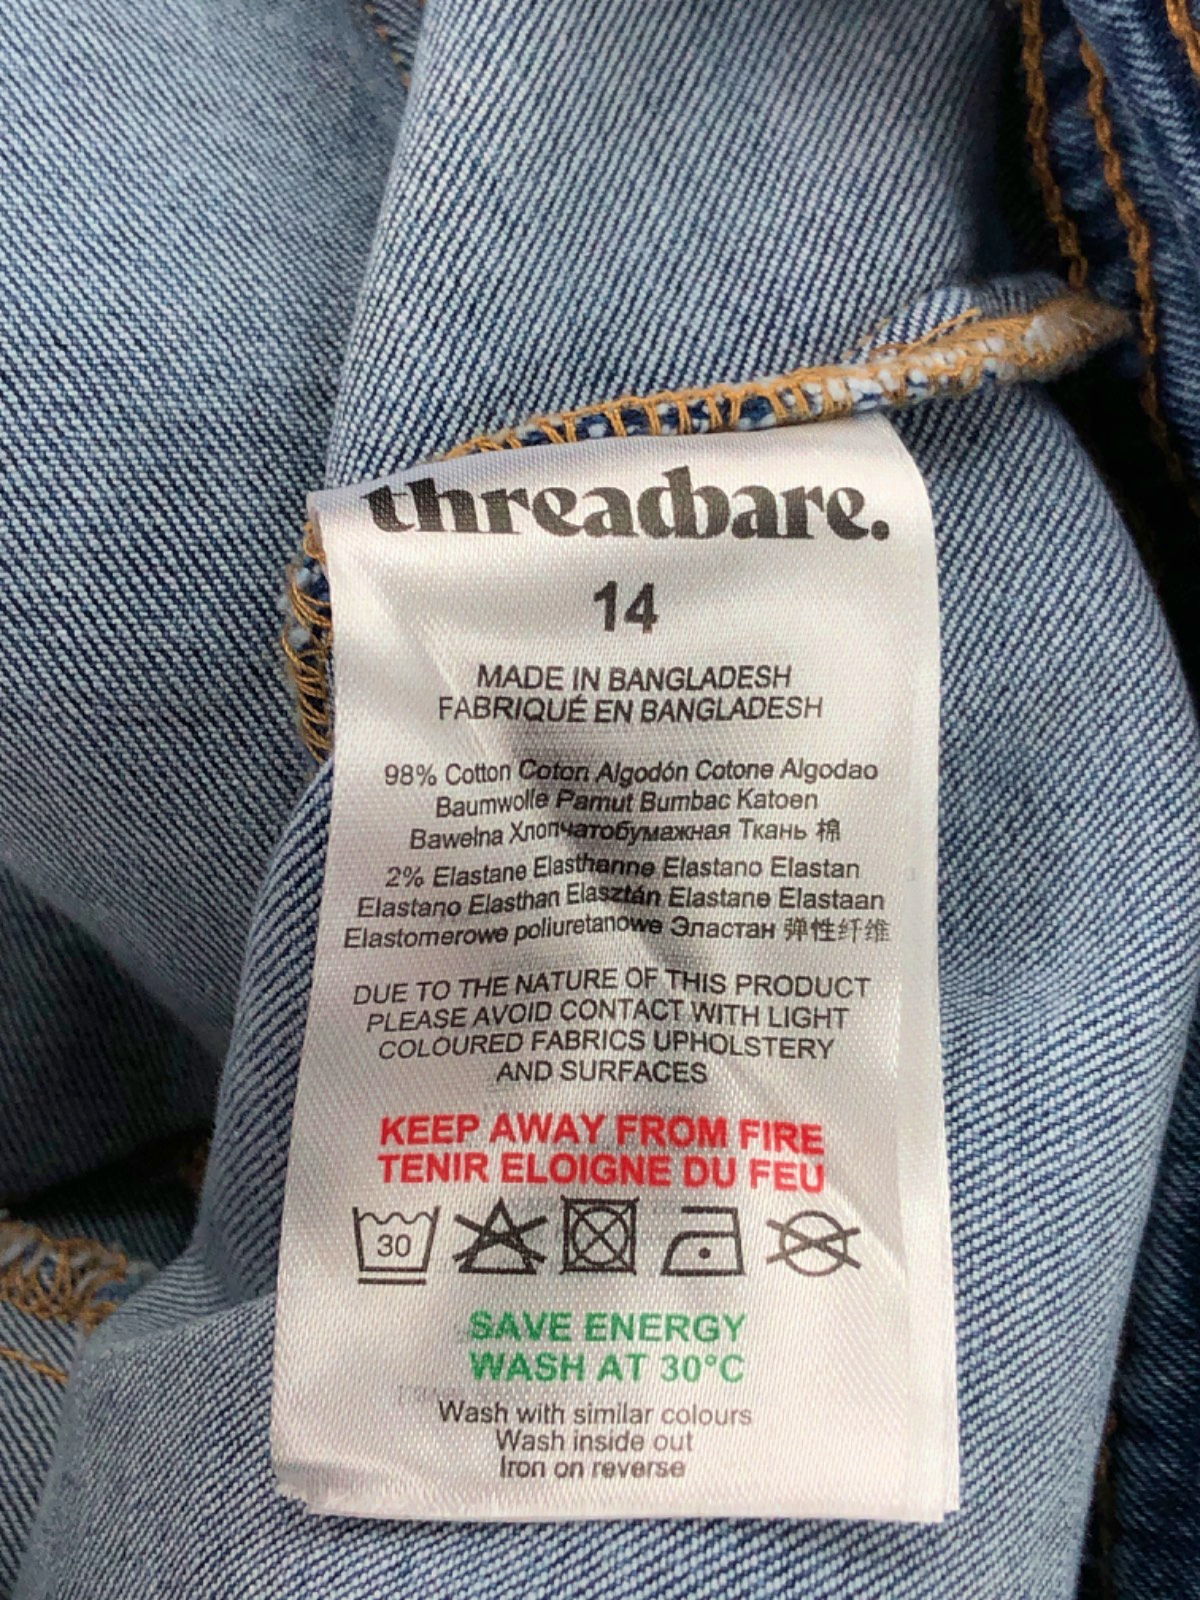 threadbare.
14
MADE IN BANGLADESH
FABRIQUÉ EN BANGLADESH
98% Cotton Coton Algodón Cotone Algodao
Baumwolle Pamut Bumbac Katoen
Bawełna Хлопчатобумажная Ткань 棉
2% Elastane Elasthanne Elastano Elastan
Elastano Elasthan Elasztán Elastane Elastaan
Elastomerowe poliuretanowe Эластан 弹性纤维
DUE TO THE NATURE OF THIS PRODUCT
PLEASE AVOID CONTACT WITH LIGHT
COLOURED FABRICS UPHOLSTERY
AND SURFACES
KEEP AWAY FROM FIRE
TENIR ELOIGNE DU FEU
30
SAVE ENERGY
WASH AT 30°C
Wash with similar colours
Wash inside out
Iron on reverse